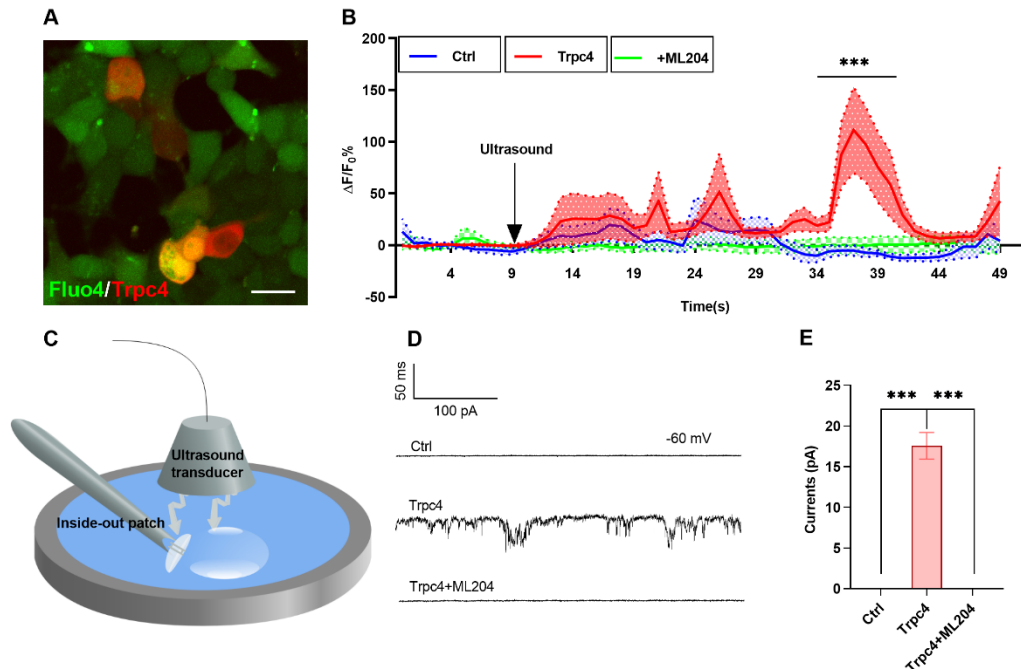 A
Fluo4/Trpc4
B
Ctrl
Trpc4
+ML204
200
150
100
50
0
-50
ΔF/F0%
Ultrasound
***
4
9
14
19
24
29
34
39
44
49
Time(s)
C
Ultrasound
transducer
Inside-out patch
D
50 ms
100 pA
-60 mV
Ctrl
Trpc4
Trpc4+ML204
E
25
20
15
10
5
0
Currents (pA)
*** ***
Ctrl
Trpc4
Trpc4+ML204